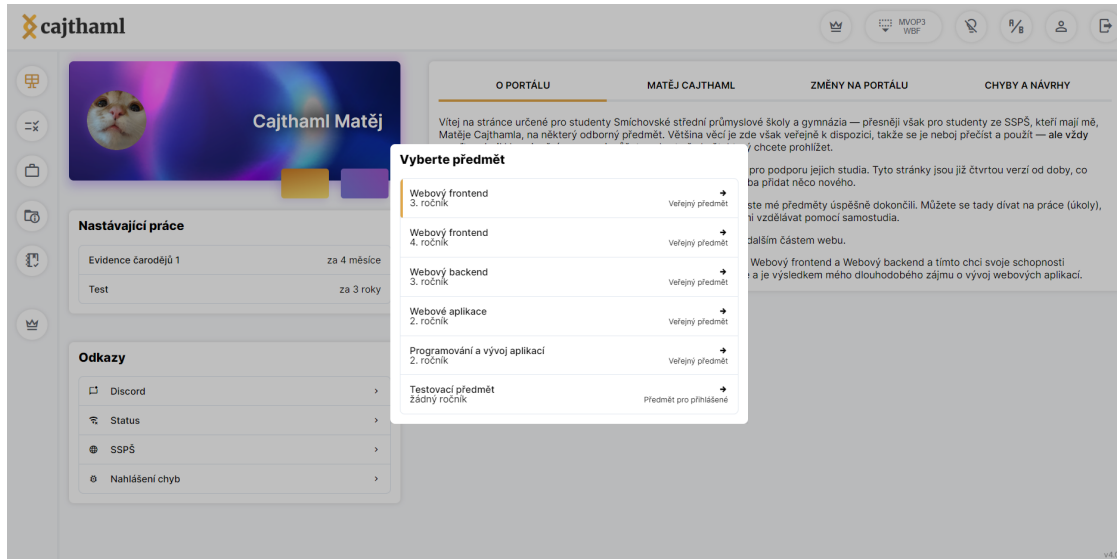 cajthaml
MVOP3
WBF
Cajthaml Matěj
Nastávající práce
Evidence čarodějů 1
za 4 měsíce
Test
za 3 roky
Odkazy
Discord
Status
SSPŠ
Nahlášení chyb
Vyberte předmět
Webový frontend
3. ročník
Veřejný předmět
Webový frontend
4. ročník
Veřejný předmět
Webový backend
3. ročník
Veřejný předmět
Webové aplikace
2. ročník
Veřejný předmět
Programování a vývoj aplikací
2. ročník
Veřejný předmět
Testovací předmět
žádný ročník
Předmět pro přihlášené
O PORTÁLU
MATĚJ CAJTHAML
ZMĚNY NA PORTÁLU
CHYBY A NÁVRHY
Vítej na stránce určené pro studenty Smíchovské střední průmyslové školy a gymnázia — přesněji však pro studenty ze SSPŠ, kteří mají mě,
Matěje Cajthamla, na některý odborný předmět. Většina věcí je zde však veřejně k dispozici, takže se je neboj přečíst a použít — ale vždy
chcete prohlížet.
pro podporu jejich studia. Tyto stránky jsou již čtvrtou verzí od doby, co
ba přidat něco nového.
ste mé předměty úspěšně dokončili. Můžete se tady dívat na práce (úkoly),
ni vzdělávat pomocí samostudia.
dalším částem webu.
Webový frontend a Webový backend a tímto chci svoje schopnosti
e a je výsledkem mého dlouhodobého zájmu o vývoj webových aplikací.